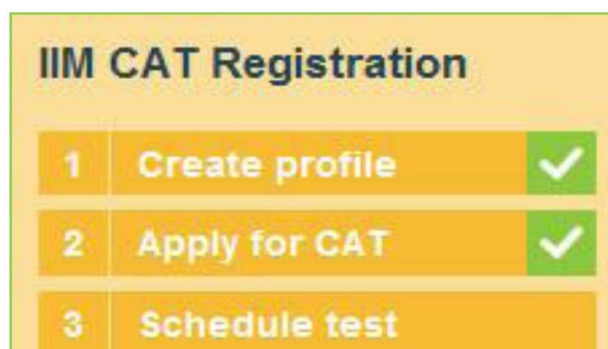 IIM CAT Registration
1 Create profile
2 Apply for CAT
3 Schedule test